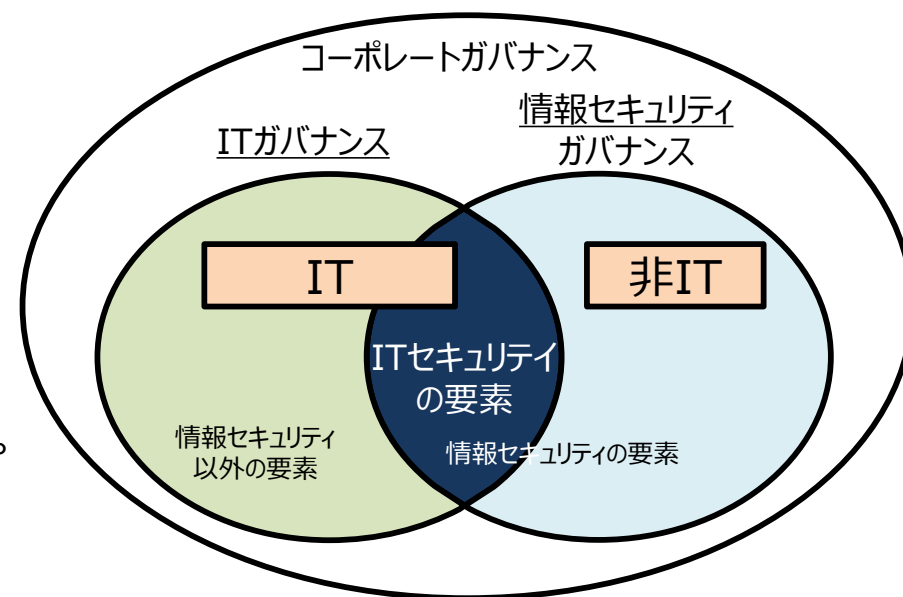 コーポレートガバナンス
情報セキュリティ
ガバナンス
ITガバナンス
IT
非IT
ITセキュリテイ
の要素
情報セキュリティ
以外の要素
情報セキュリティの要素
。